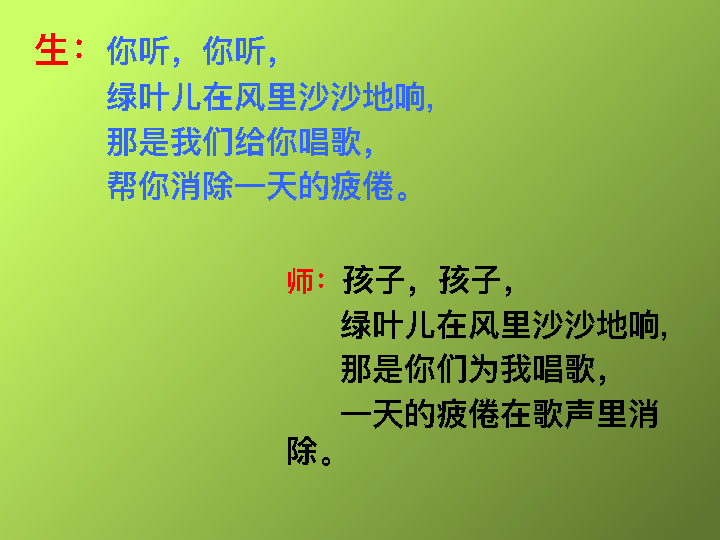 生：你听，你听，
绿叶儿在风里沙沙地响,
那是我们给你唱歌，
帮你消除一天的疲倦。
师：孩子，孩子，
绿叶儿在风里沙沙地响,
那是你们为我唱歌，
一天的疲倦在歌声里消
除。